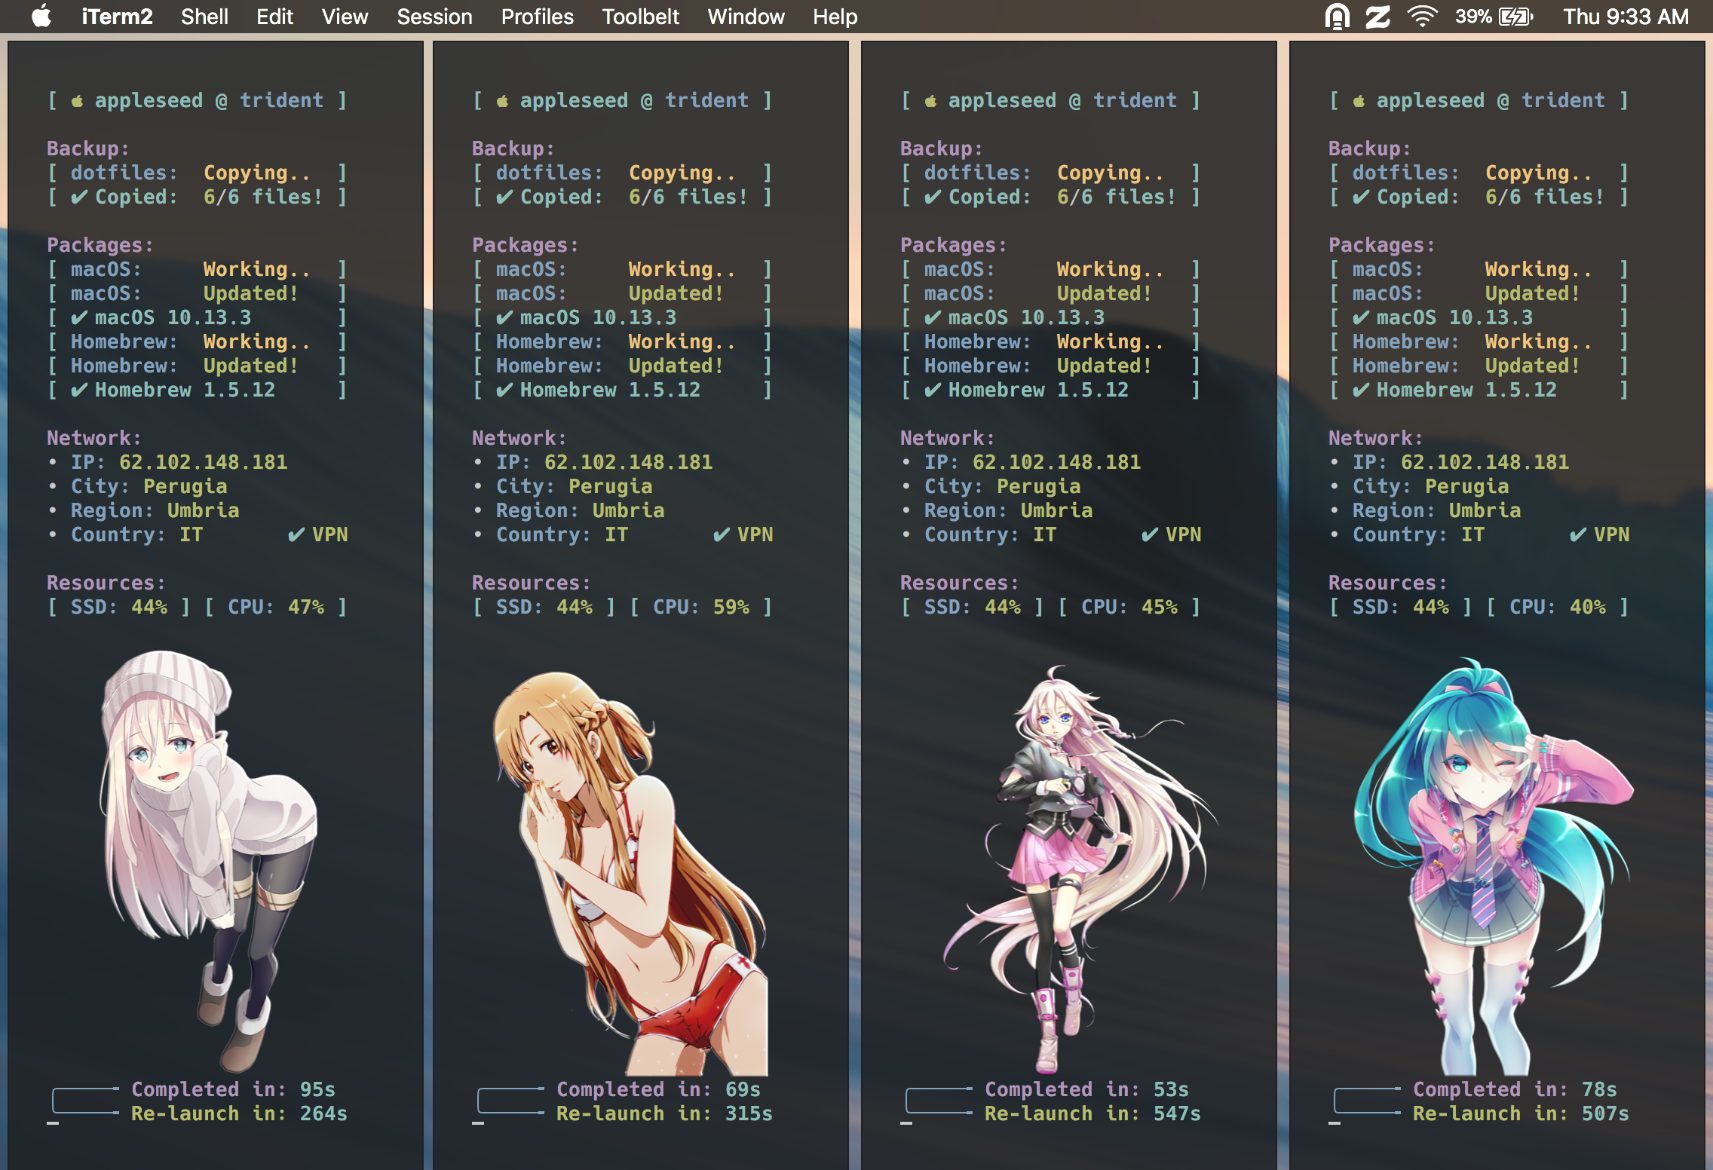 iTerm2 Shell Edit View Session Profiles Toolbelt Window Help 39% Thu 9:33 AM
[ appleseed @ trident ]
Backup:
[ dotfiles: Copying.. ]
[ ✔ Copied: 6/6 files! ]
Packages:
[ macOS: Working.. ]
[ macOS: Updated! ]
[ ✔ macOS 10.13.3 ]
[ Homebrew: Working.. ]
[ Homebrew: Updated! ]
[ ✔ Homebrew 1.5.12 ]
Network:
• IP: 62.102.148.181
• City: Perugia
• Region: Umbria
• Country: IT ✔ VPN
Resources:
[ SSD: 44% ] [ CPU: 47% ]
Completed in: 95s
Re-launch in: 264s
[ appleseed @ trident ]
Backup:
[ dotfiles: Copying.. ]
[ ✔ Copied: 6/6 files! ]
Packages:
[ macOS: Working.. ]
[ macOS: Updated! ]
[ ✔ macOS 10.13.3 ]
[ Homebrew: Working.. ]
[ Homebrew: Updated! ]
[ ✔ Homebrew 1.5.12 ]
Network:
• IP: 62.102.148.181
• City: Perugia
• Region: Umbria
• Country: IT ✔ VPN
Resources:
[ SSD: 44% ] [ CPU: 59% ]
Completed in: 69s
Re-launch in: 315s
[ appleseed @ trident ]
Backup:
[ dotfiles: Copying.. ]
[ ✔ Copied: 6/6 files! ]
Packages:
[ macOS: Working.. ]
[ macOS: Updated! ]
[ ✔ macOS 10.13.3 ]
[ Homebrew: Working.. ]
[ Homebrew: Updated! ]
[ ✔ Homebrew 1.5.12 ]
Network:
• IP: 62.102.148.181
• City: Perugia
• Region: Umbria
• Country: IT ✔ VPN
Resources:
[ SSD: 44% ] [ CPU: 45% ]
Completed in: 53s
Re-launch in: 547s
[ appleseed @ trident ]
Backup:
[ dotfiles: Copying.. ]
[ ✔ Copied: 6/6 files! ]
Packages:
[ macOS: Working.. ]
[ macOS: Updated! ]
[ ✔ macOS 10.13.3 ]
[ Homebrew: Working.. ]
[ Homebrew: Updated! ]
[ ✔ Homebrew 1.5.12 ]
Network:
• IP: 62.102.148.181
• City: Perugia
• Region: Umbria
• Country: IT ✔ VPN
Resources:
[ SSD: 44% ] [ CPU: 40% ]
Completed in: 78s
Re-launch in: 507s